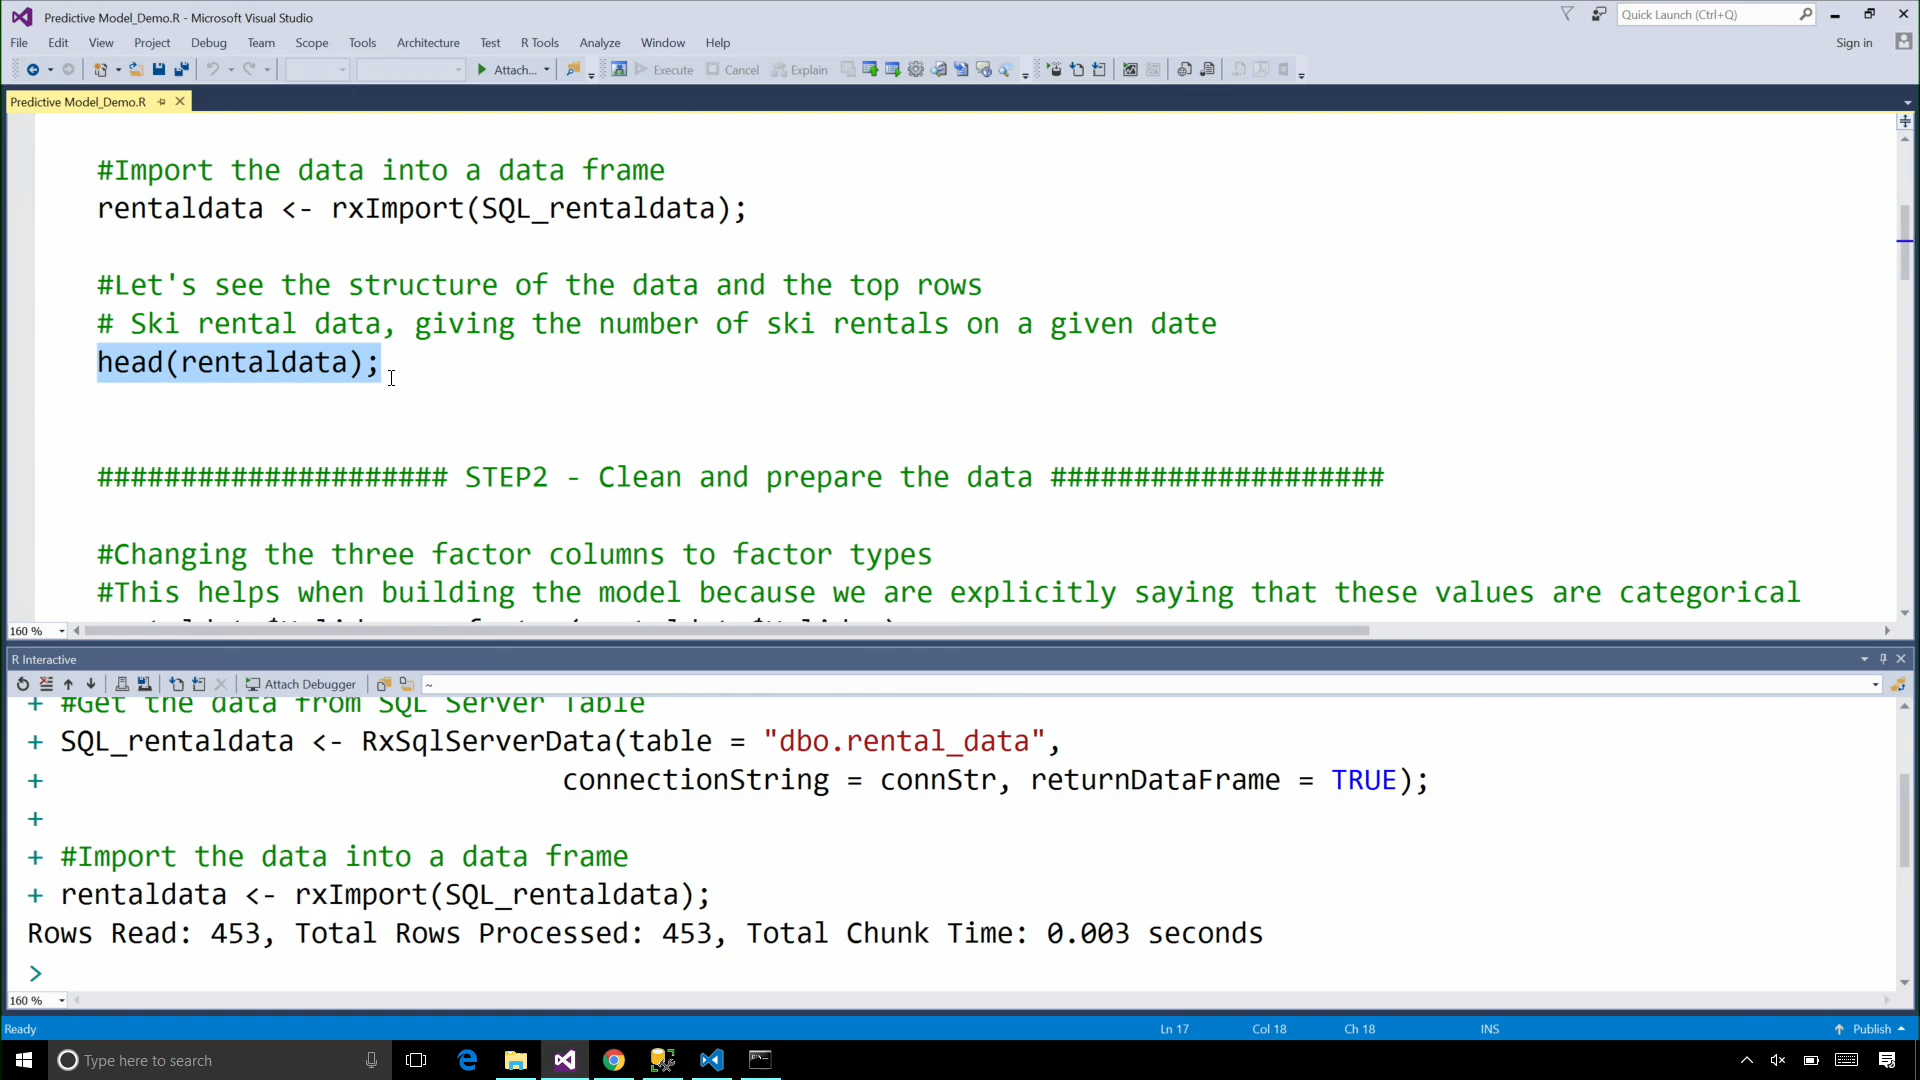 Predictive Model_Demo.R - Microsoft Visual Studio
Quick Launch (Ctrl+Q)
File Edit View Project Debug Team Scope Tools Architecture Test R Tools Analyze Window Help
Sign in
Attach... Execute Cancel Explain
Predictive Model_Demo.R
#Import the data into a data frame
rentaldata <- rxImport(SQL_rentaldata);
#Let's see the structure of the data and the top rows
# Ski rental data, giving the number of ski rentals on a given date
head(rentaldata);
##################### STEP2 - Clean and prepare the data ####################
#Changing the three factor columns to factor types
#This helps when building the model because we are explicitly saying that these values are categorical
160 %
R Interactive
Attach Debugger
~
+ #Get the data from SQL Server Table
+ SQL_rentaldata <- RxSqlServerData(table = "dbo.rental_data",
+ connectionString = connStr, returnDataFrame = TRUE);
+
+ #Import the data into a data frame
+ rentaldata <- rxImport(SQL_rentaldata);
Rows Read: 453, Total Rows Processed: 453, Total Chunk Time: 0.003 seconds
>
160 %
Ready
Ln 17 Col 18 Ch 18 INS
Publish
Type here to search